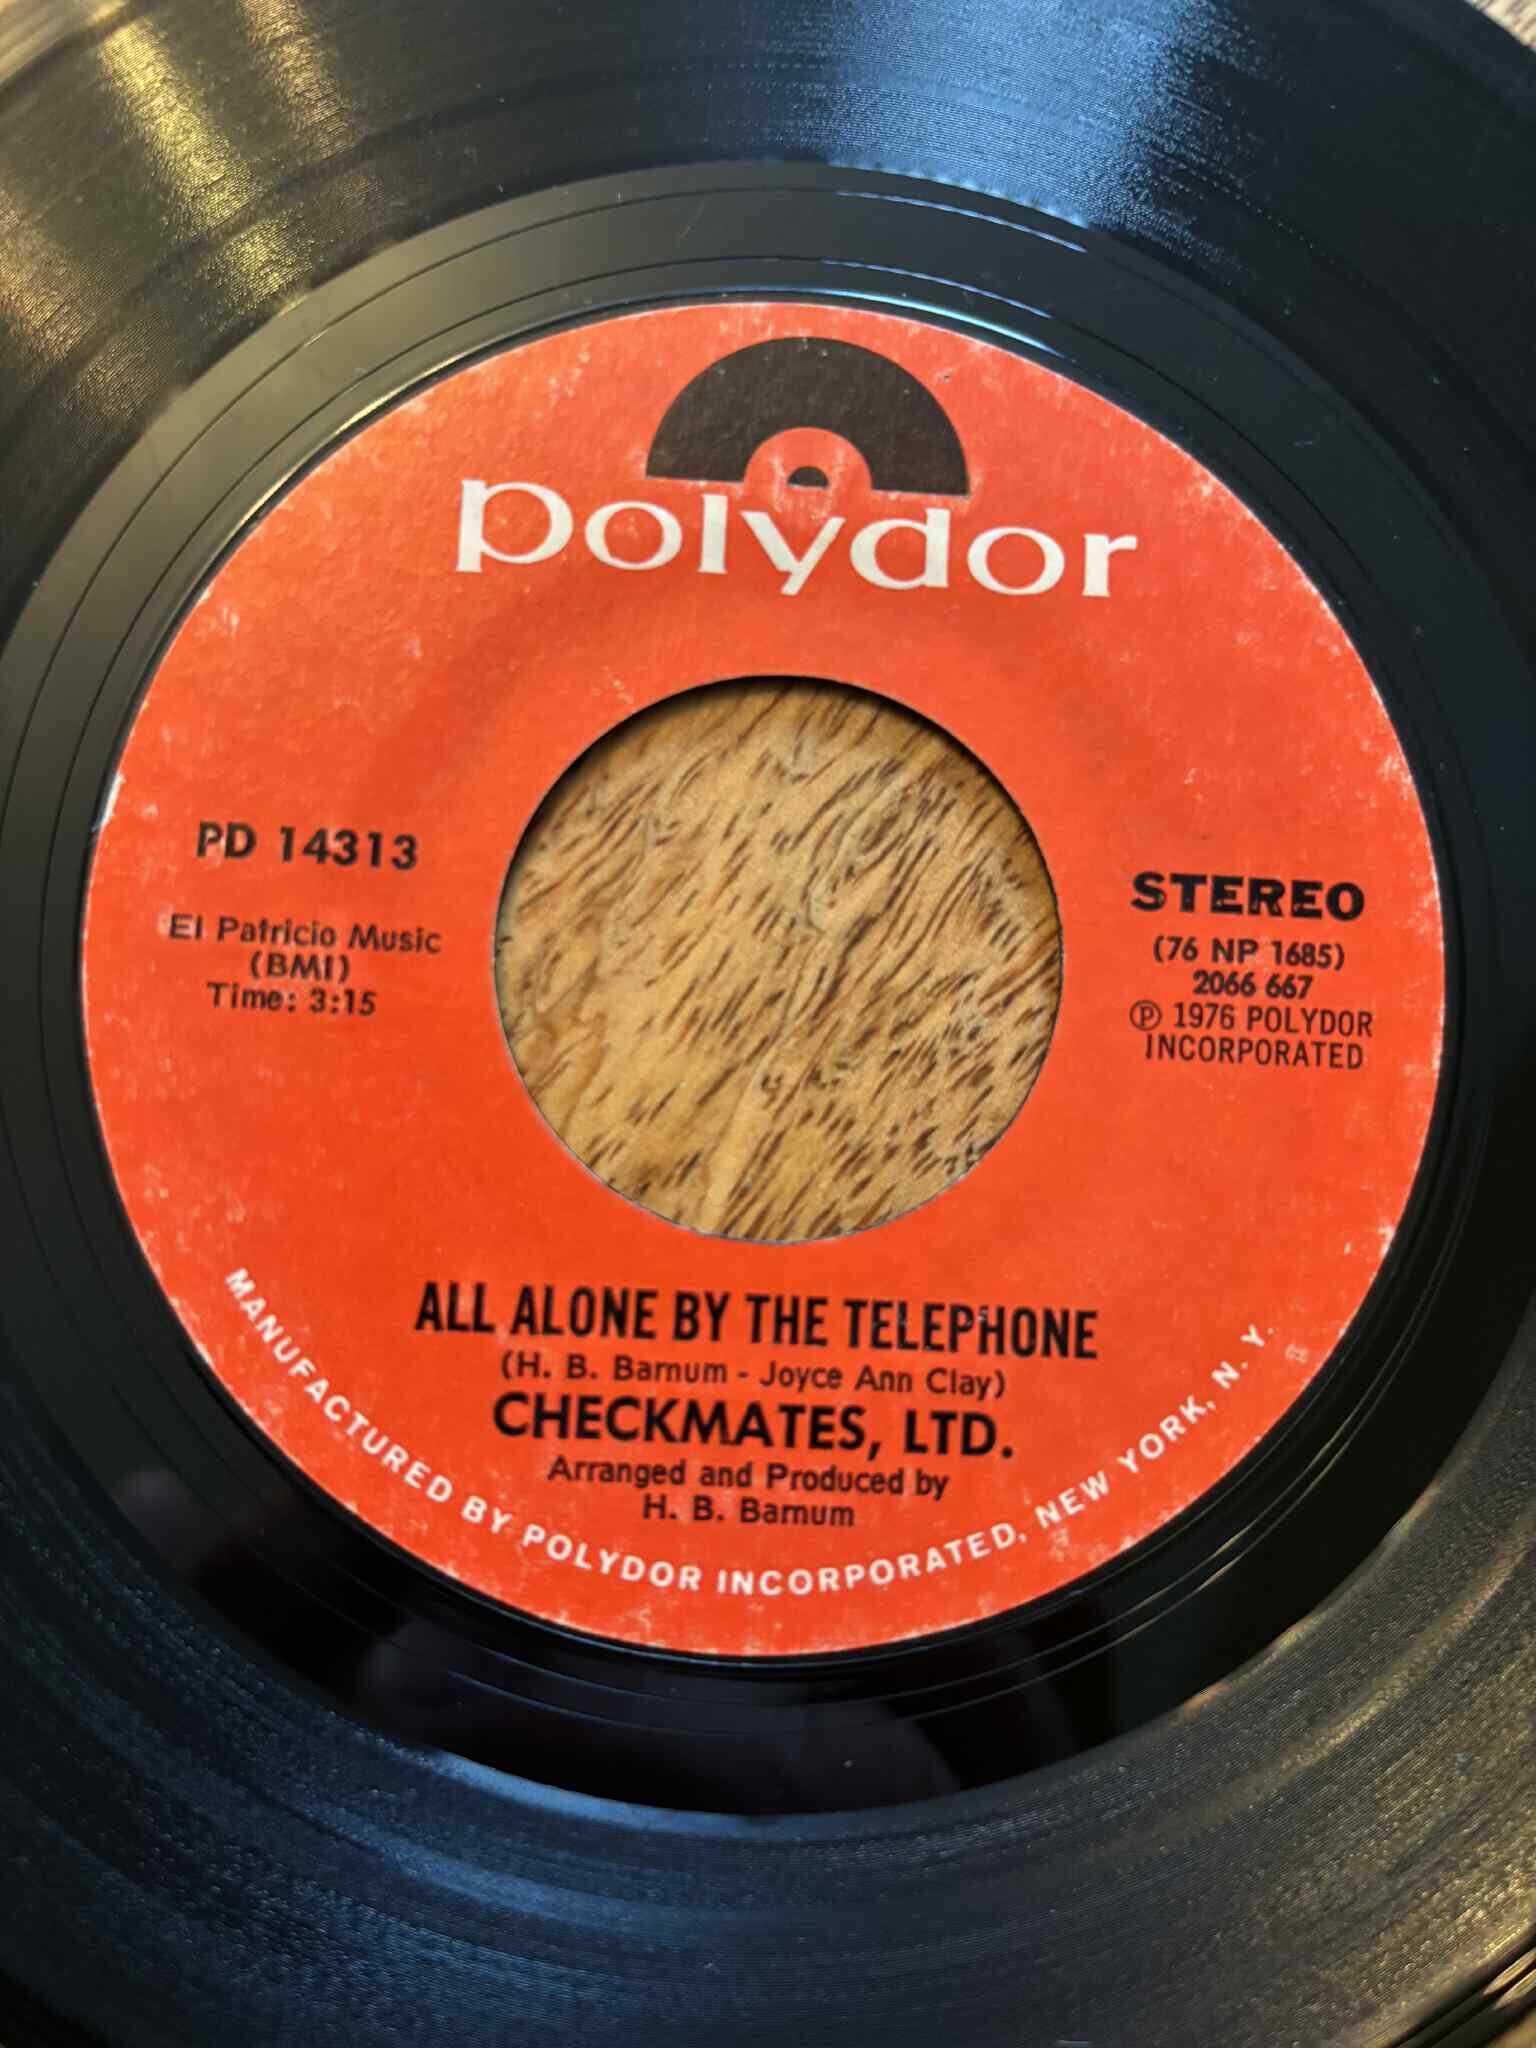 polydor
PD 14313
El Patricio Music
(BMI)
Time: 3:15
STEREO
(76 NP 1685)
2066 667
℗ 1976 POLYDOR
INCORPORATED
ALL ALONE BY THE TELEPHONE
(H. B. Barnum - Joyce Ann Clay)
CHECKMATES, LTD.
Arranged and Produced by
H. B. Barnum
MANUFACTURED BY POLYDOR INCORPORATED, NEW YORK, N. Y.